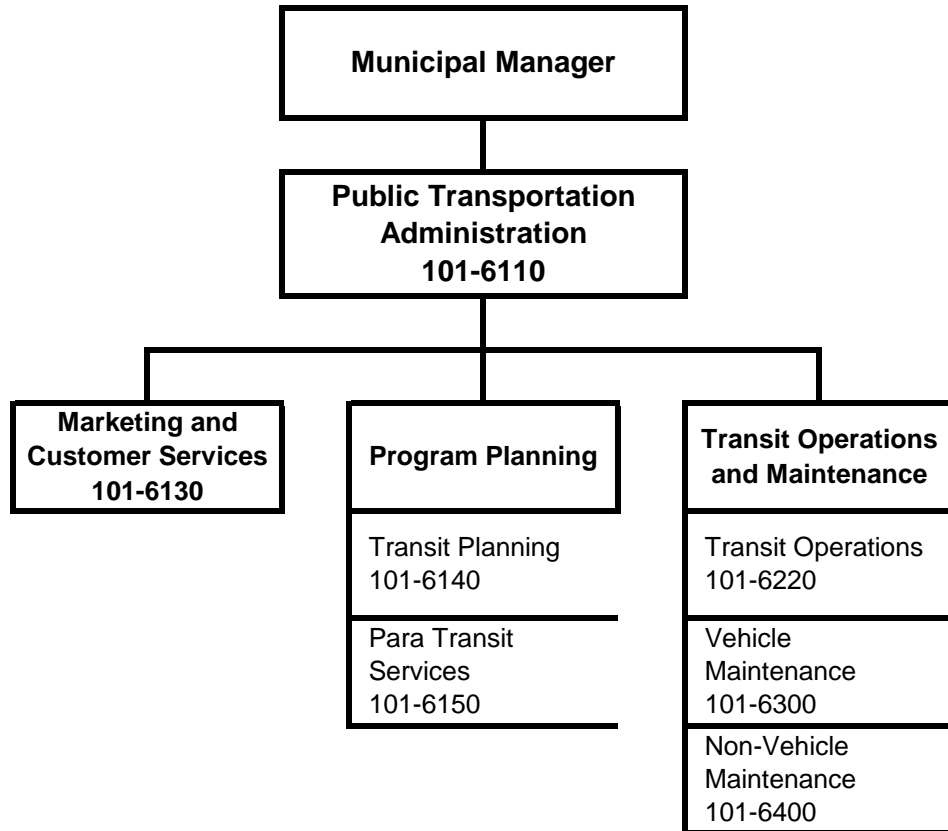 Municipal Manager
Public Transportation
Administration
101-6110
Marketing and
Customer Services
101-6130
Program Planning
Transit Planning
101-6140
Para Transit
Services
101-6150
Transit Operations
and Maintenance
Transit Operations
101-6220
Vehicle
Maintenance
101-6300
Non-Vehicle
Maintenance
101-6400